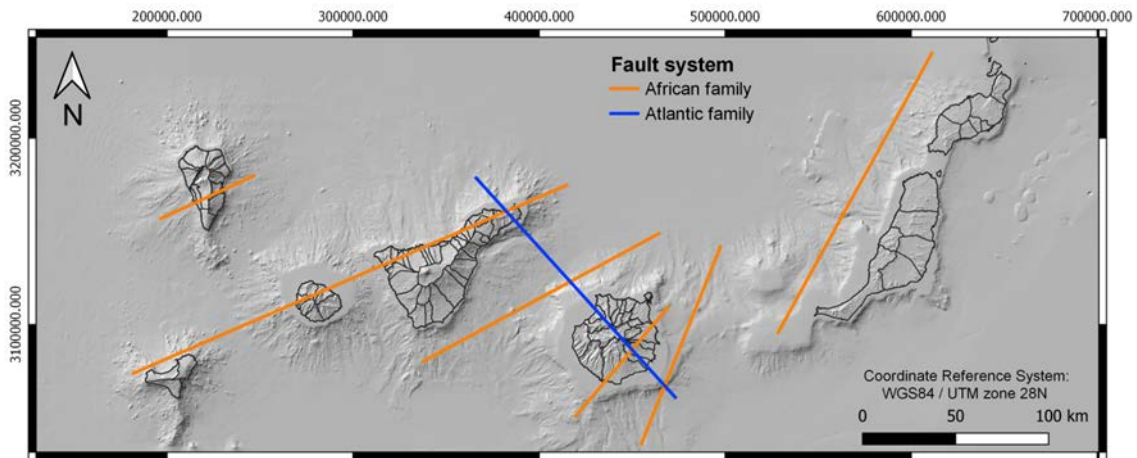 200000.000 300000.000 400000.000 500000.000 600000.000 700000.000
Fault system
African family
Atlantic family
N
3200000.000
3100000.000
Coordinate Reference System:
WGS84 / UTM zone 28N
0 50 100 km